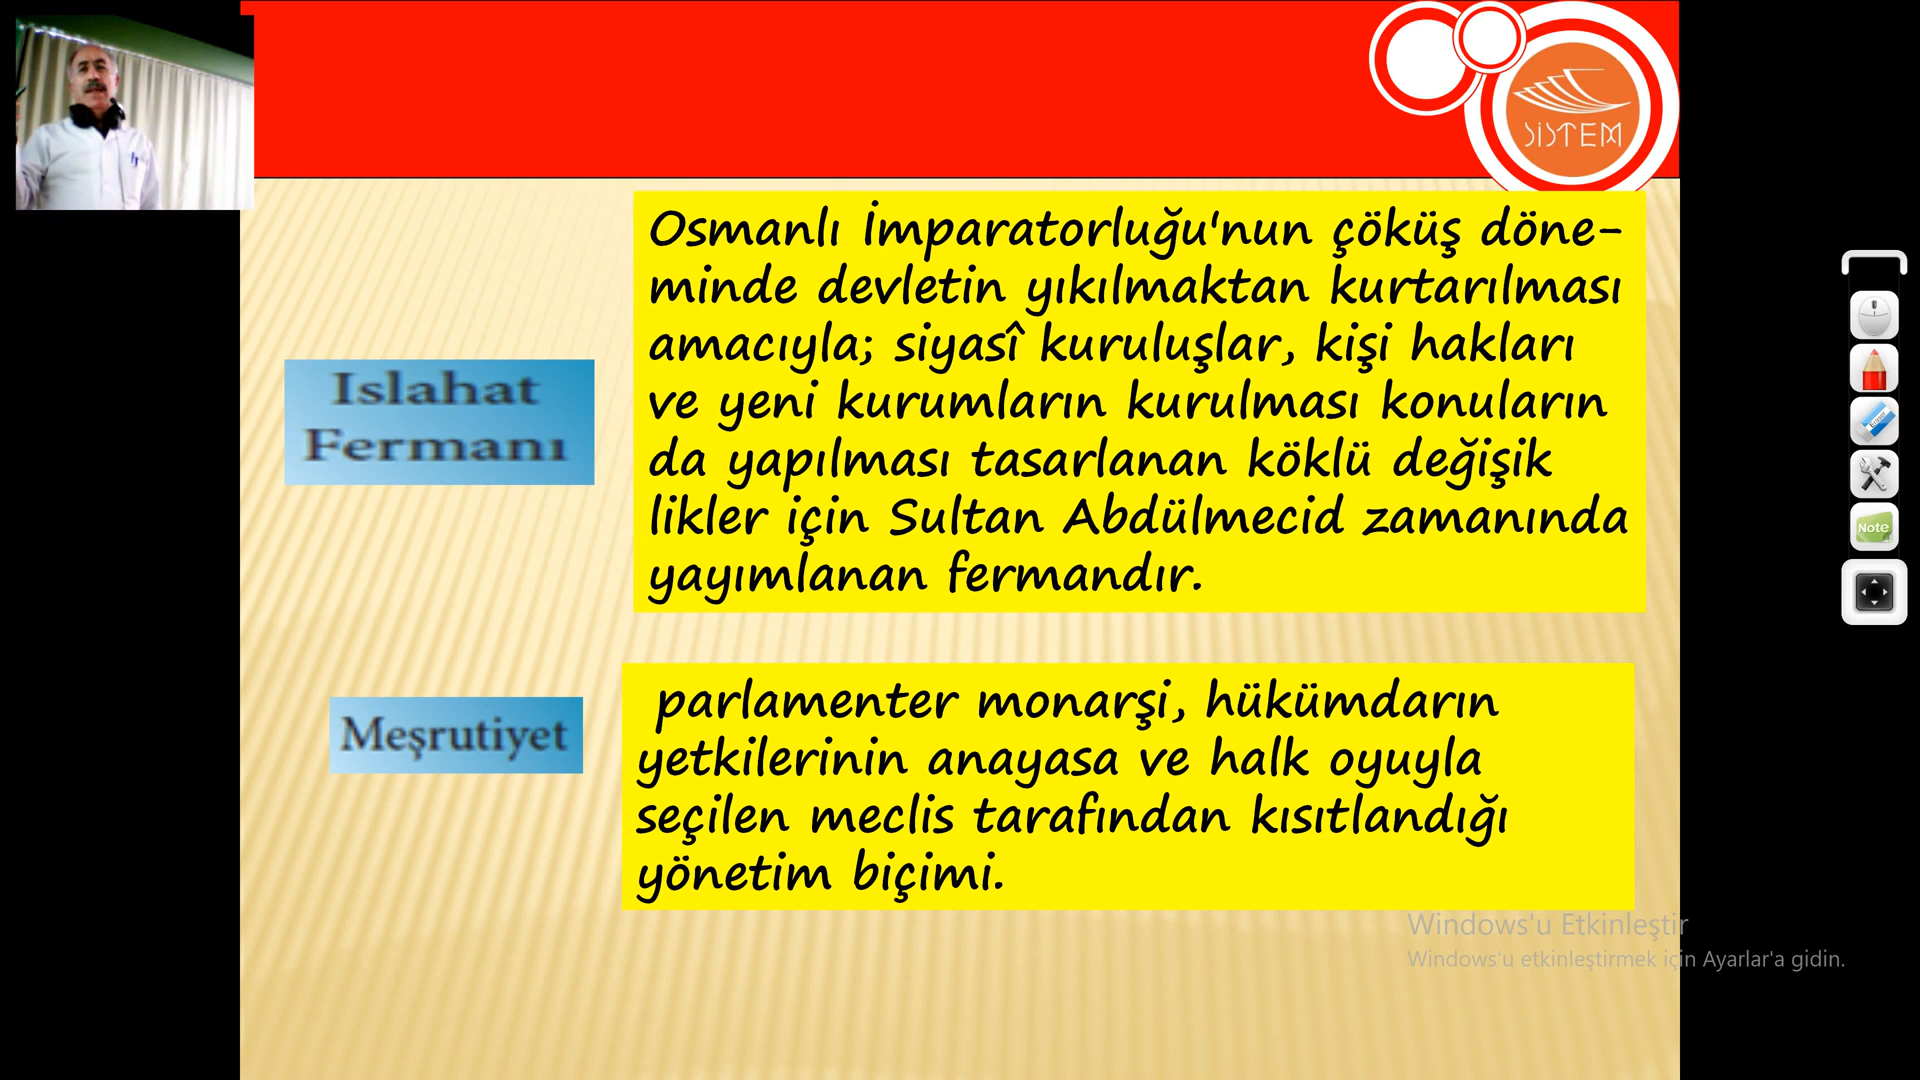 SİSTEM
Islahat
Fermanı
Osmanlı İmparatorluğu'nun çöküş döne-
minde devletin yıkılmaktan kurtarılması
amacıyla; siyasî kuruluşlar, kişi hakları
ve yeni kurumların kurulması konuların
da yapılması tasarlanan köklü değişik
likler için Sultan Abdülmecid zamanında
yayımlanan fermandır.
Meşrutiyet
parlamenter monarşi, hükümdarın
yetkilerinin anayasa ve halk oyuyla
seçilen meclis tarafından kısıtlandığı
yönetim biçimi.
Windows'u Etkinleştir
Windows'u etkinleştirmek için Ayarlar'a gidin.
Note